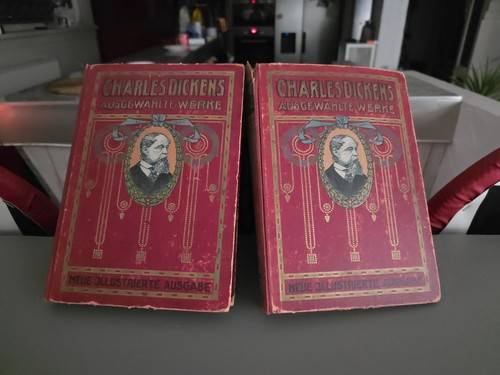 CHARLES DICKENS
AUSGEWÄHLTE WERKE
NEUE ILLUSTRIERTE AUSGABE
CHARLES DICKENS
AUSGEWÄHLTE WERKE
NEUE ILLUSTRIERTE AUSGABE